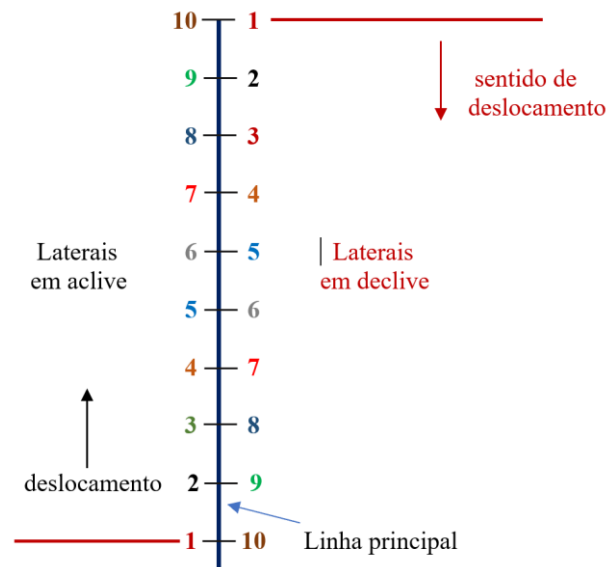 10 1
9 2
sentido de
deslocamento
8 3
7 4
Laterais
em aclive
6 5
Laterais
em declive
5 6
4 7
3 8
deslocamento
2 9
1 10
Linha principal